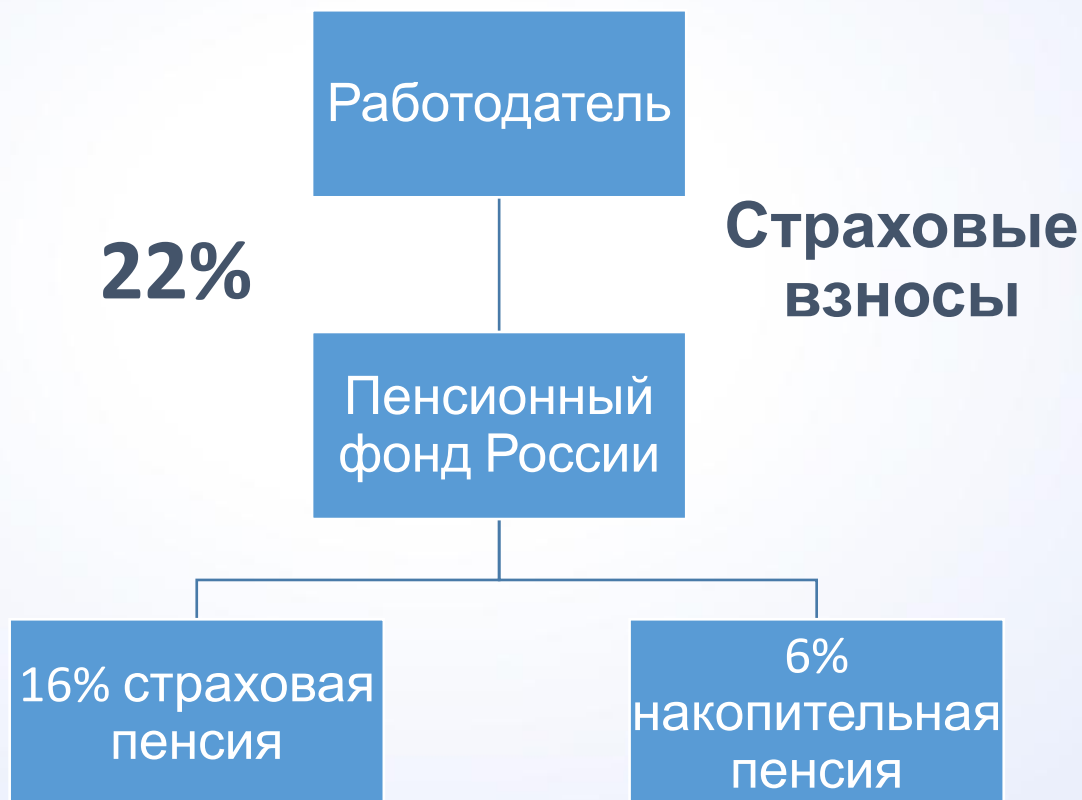 Работодатель
22%
Страховые
взносы
Пенсионный
фонд России
16% страховая
пенсия
6%
накопительная
пенсия